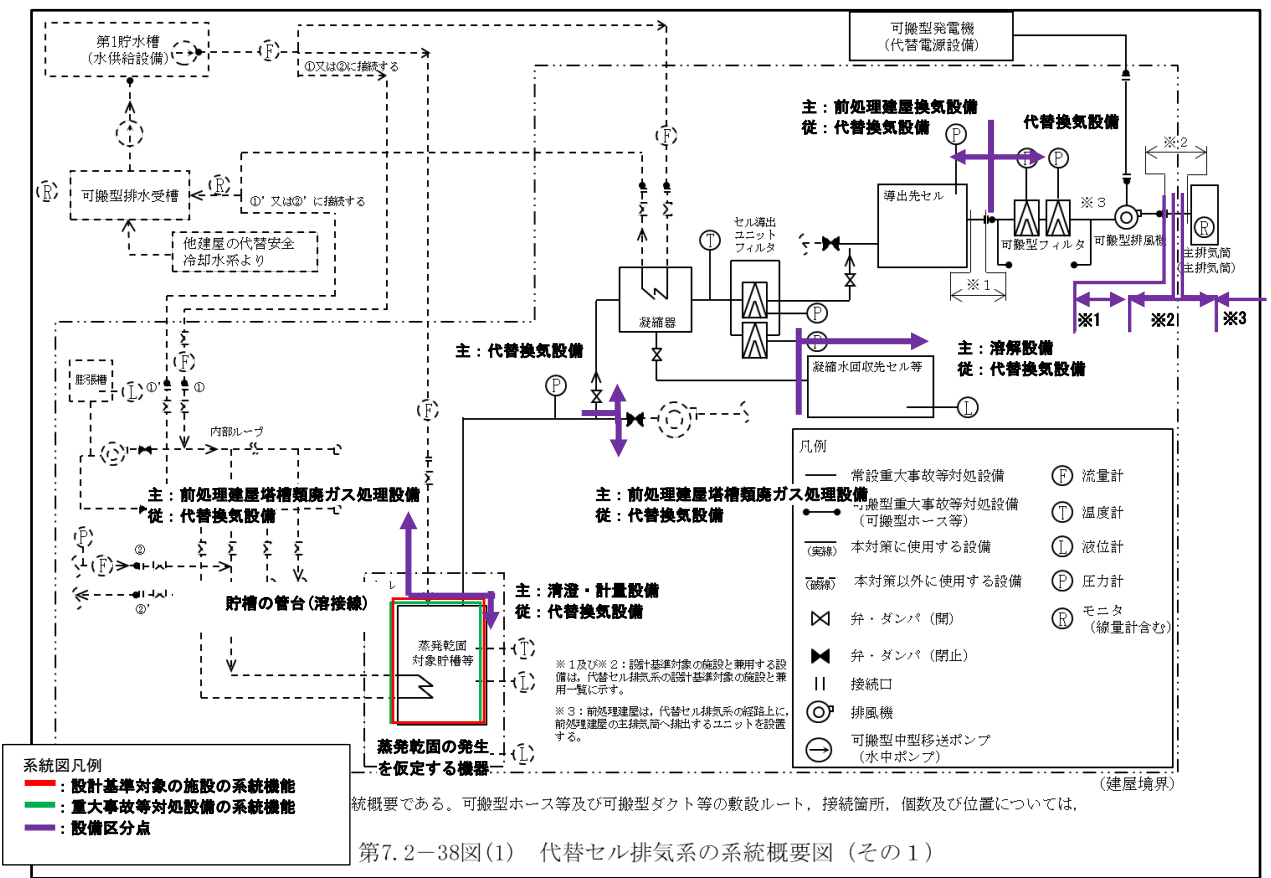 第1貯水槽
(水供給設備)
F
①又は②に接続する
可搬型発電機
(代替電源設備)
主：前処理建屋換気設備
従：代替換気設備
代替換気設備
P
P
P
※２
F
R
可搬型排水受槽
R
①’又は②’に接続する
他建屋の代替安全
冷却水系より
導出先セル
※３
可搬型フィルタ
可搬型排風機
R
主排気筒
(主排気筒)
セル導出
ユニット
フィルタ
T
凝縮器
※１
P
P
※1
※2
※3
主：代替換気設備
主：溶解設備
従：代替換気設備
凝縮水回収先セル等
L
P
F
膨張槽
L
①’
①
F
内部ループ
主：前処理建屋塔槽類廃ガス処理設備
従：代替換気設備
主：前処理建屋塔槽類廃ガス処理設備
従：代替換気設備
P
F
②
②’
貯槽の管台(溶接線)
レ
主：清澄・計量設備
従：代替換気設備
蒸発乾固
対象貯槽等
T
L
L
蒸発乾固の発生
を仮定する機器
※１及び※２：設計基準対象の施設と兼用する設
備は，代替セル排気系の設計基準対象の施設と兼
用一覧に示す。
※３：前処理建屋は，代替セル排気系の経路上に，
前処理建屋の主排気筒へ排出するユニットを設置
する。
凡例
常設重大事故等対処設備
可搬型重大事故等対処設備
(可搬型ホース等)
(実線)
本対策に使用する設備
(破線)
本対策以外に使用する設備
弁・ダンパ（開）
弁・ダンパ（閉止）
接続口
排風機
可搬型中型移送ポンプ
(水中ポンプ)
F
流量計
T
温度計
L
液位計
P
圧力計
R
モニタ
(線量計含む)
(建屋境界)
系統図凡例
：設計基準対象の施設の系統機能
：重大事故等対処設備の系統機能
：設備区分点
統概要である。可搬型ホース等及び可搬型ダクト等の敷設ルート，接続箇所，個数及び位置については，
第7.2－38図(1)　代替セル排気系の系統概要図（その１）